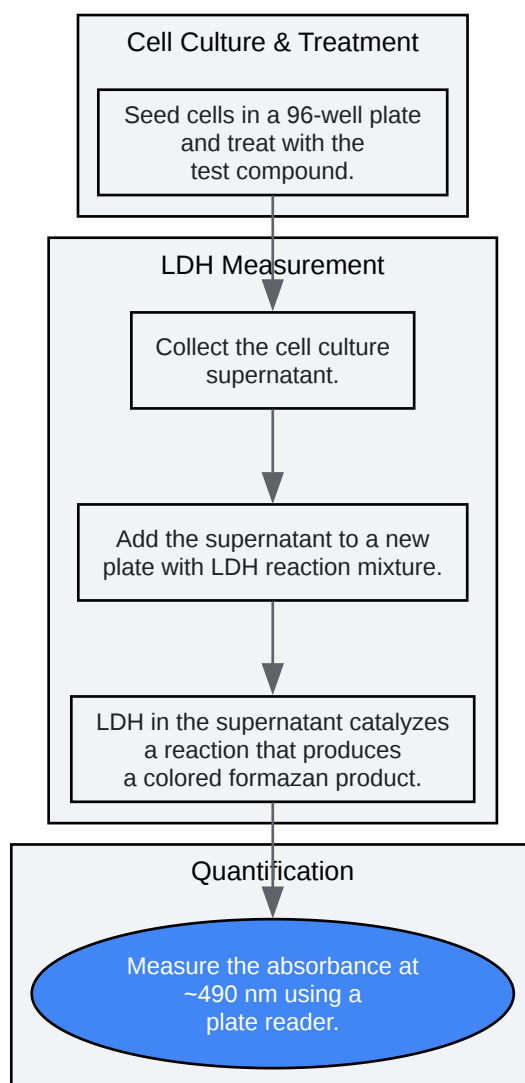 Cell Culture & Treatment
Seed cells in a 96-well plate
and treat with the
test compound.
LDH Measurement
Collect the cell culture
supernatant.
Add the supernatant to a new
plate with LDH reaction mixture.
LDH in the supernatant catalyzes
a reaction that produces
a colored formazan product.
Quantification
Measure the absorbance at
~490 nm using a
plate reader.